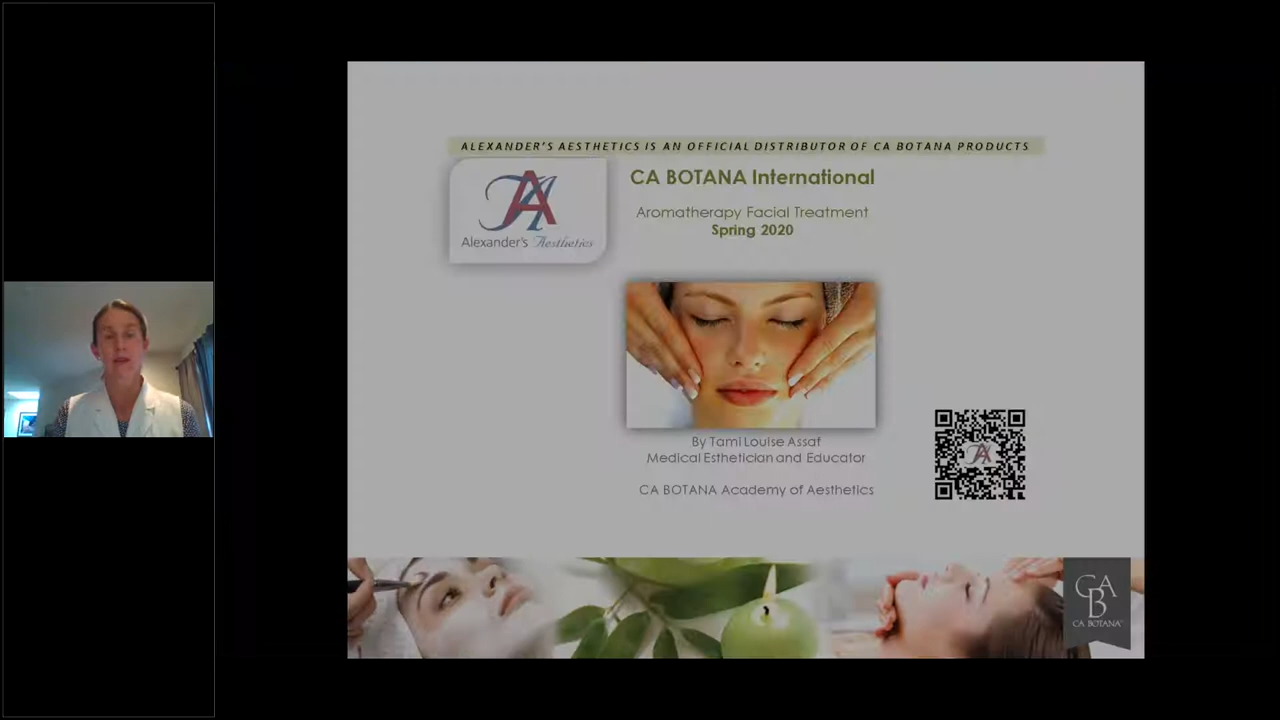 ALEXANDER'S AESTHETICS IS AN OFFICIAL DISTRIBUTOR OF CA BOTANA PRODUCTS
A
Alexander's Aesthetics
CA BOTANA International
Aromatherapy Facial Treatment
Spring 2020
By Tami Louise Assaf
Medical Esthetician and Educator
CA BOTANA Academy of Aesthetics
CAB
CA BOTANA